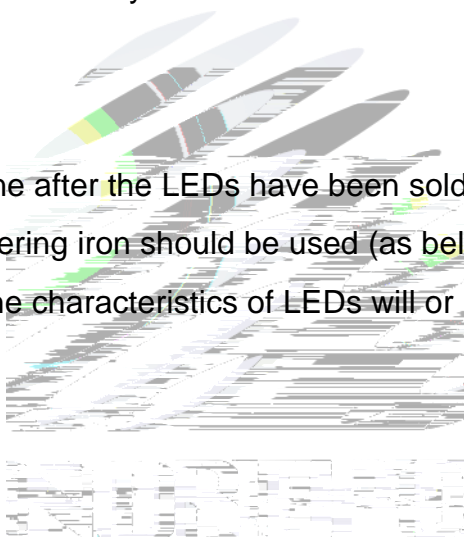 ne after the LEDs have been sold
ering iron should be used (as bel
he characteristics of LEDs will or